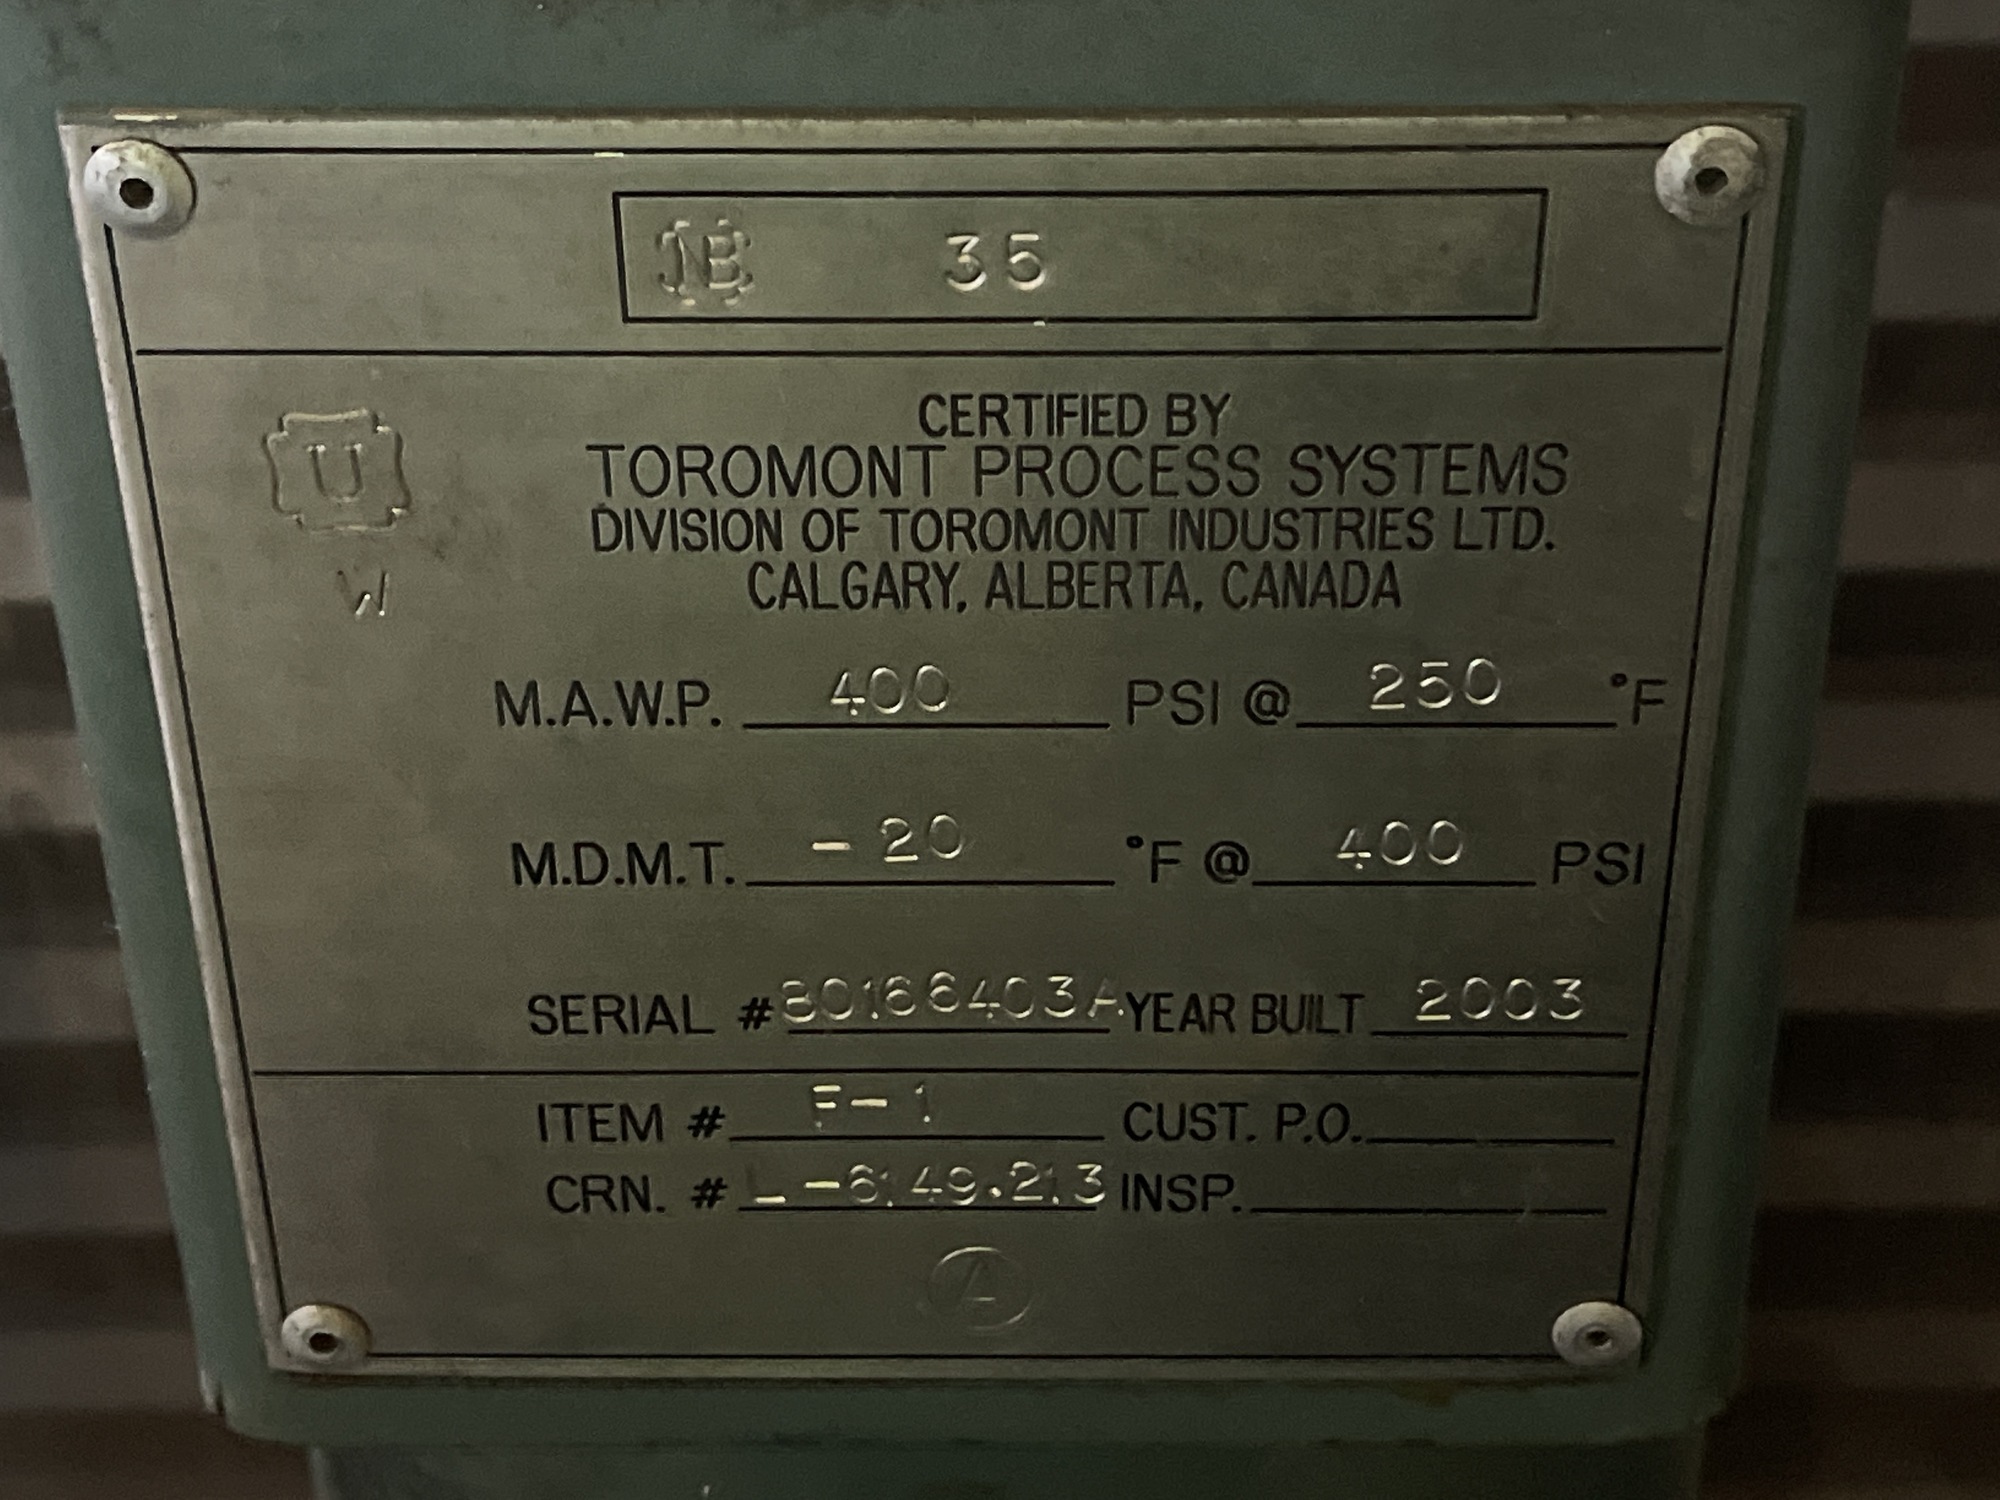 NB 35
CERTIFIED BY
U TOROMONT PROCESS SYSTEMS
DIVISION OF TOROMONT INDUSTRIES LTD.
W CALGARY, ALBERTA, CANADA
M.A.W.P. 400 PSI @ 250 °F
M.D.M.T. -20 °F @ 400 PSI
SERIAL # 80166403A YEAR BUILT 2003
ITEM # F-1 CUST. P.O.
CRN. # L-6149.213 INSP.
A